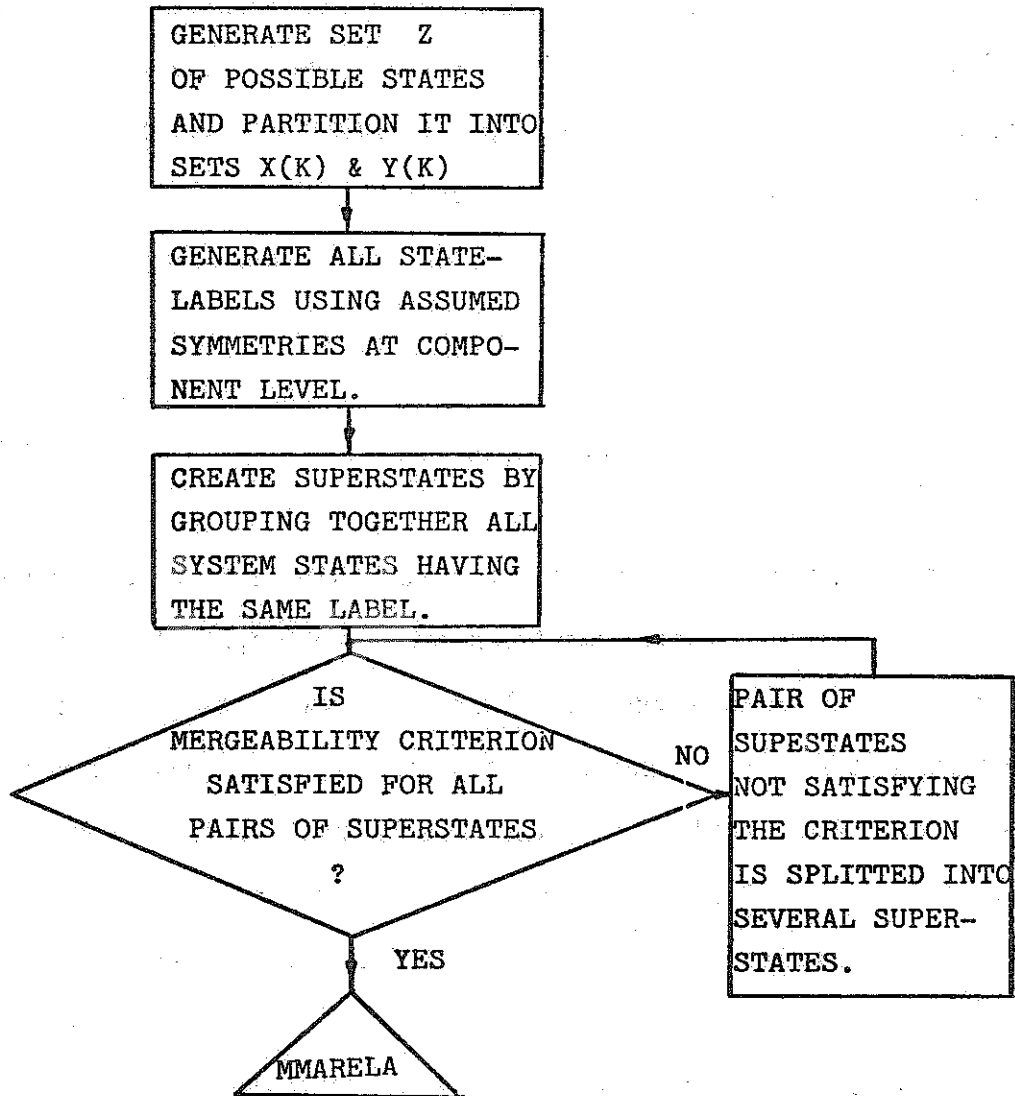 GENERATE SET Z
OF POSSIBLE STATES
AND PARTITION IT INTO
SETS X(K) & Y(K)
GENERATE ALL STATE-
LABELS USING ASSUMED
SYMMETRIES AT COMPO-
NENT LEVEL.
CREATE SUPERSTATES BY
GROUPING TOGETHER ALL
SYSTEM STATES HAVING
THE SAME LABEL.
IS
MERGEABILITY CRITERION
SATISFIED FOR ALL
PAIRS OF SUPERSTATES
?
NO
PAIR OF
SUPESTATES
NOT SATISFYING
THE CRITERION
IS SPLITTED INTO
SEVERAL SUPER-
STATES.
YES
MMARELA